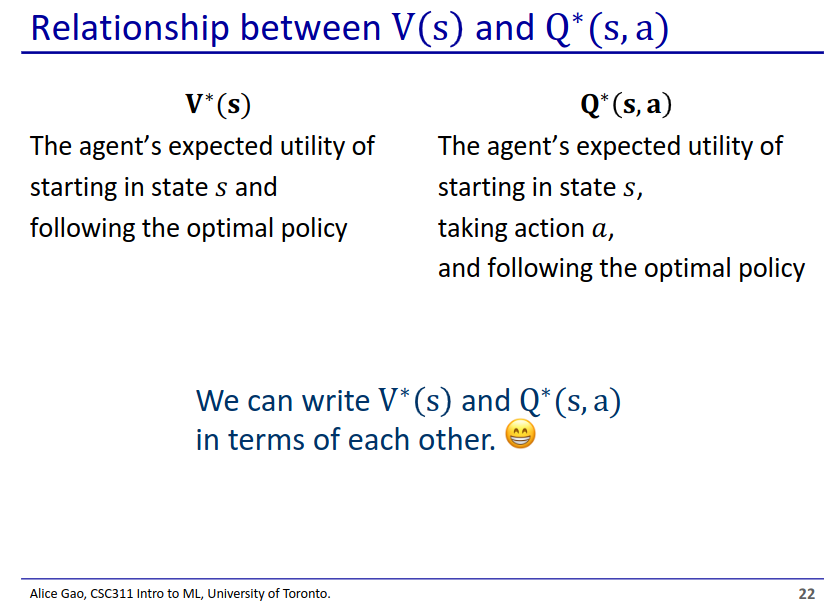 Relationship between V(s) and Q*(s, a)
V*(s)
The agent’s expected utility of
starting in state s and
following the optimal policy
Q*(s, a)
The agent’s expected utility of
starting in state s,
taking action a,
and following the optimal policy
We can write V*(s) and Q*(s, a)
in terms of each other. 😁
Alice Gao, CSC311 Intro to ML, University of Toronto.
22